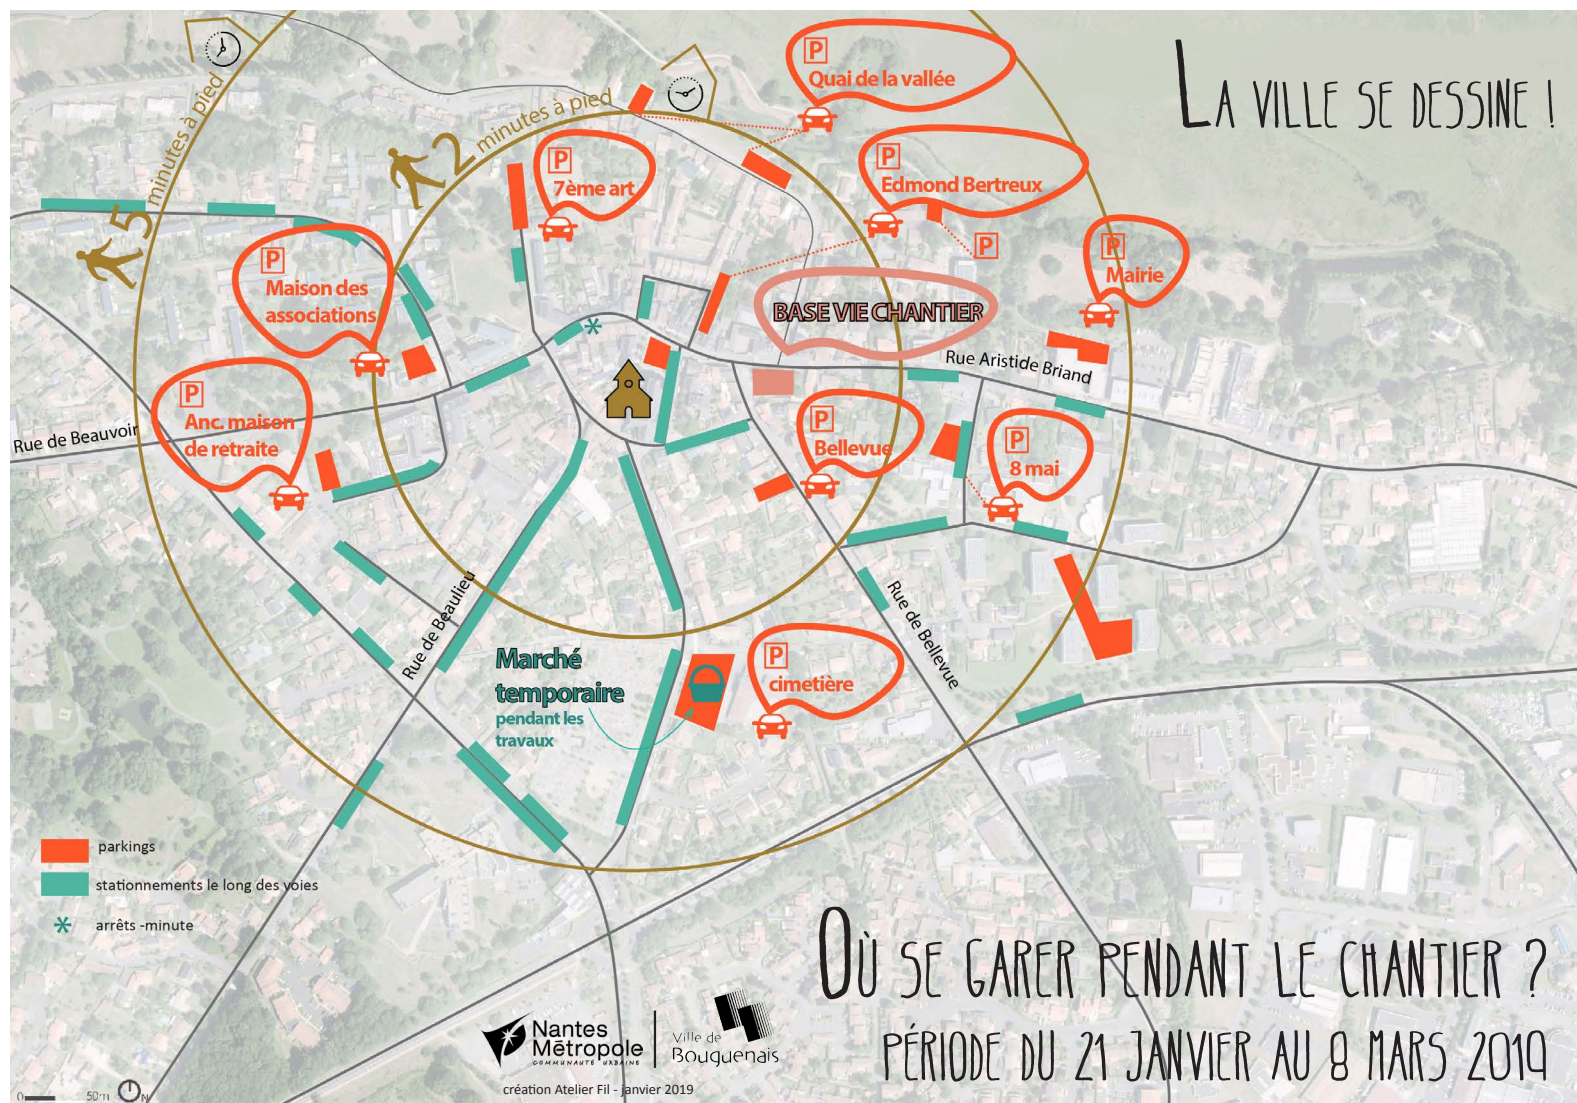 LA VILLE SE DESSINE !
5 minutes à pied
2 minutes à pied
P
Quai de la vallée
P
7ème art
P
Edmond Bertreux
P
P
Mairie
P
Maison des
associations
BASE VIE CHANTIER
Rue Aristide Briand
P
Anc. maison
de retraite
Rue de Beauvoir
P
Bellevue
P
8 mai
Rue de Beaulieu
Rue de Bellevue
Marché
temporaire
pendant les
travaux
P
cimetière
parkings
stationnements le long des voies
arrêts -minute
OÙ SE GARER PENDANT LE CHANTIER ?
PÉRIODE DU 21 JANVIER AU 8 MARS 2019
Nantes
Métropole
COMMUNAUTÉ URBAINE
Ville de
Bouguenais
création Atelier Fil - janvier 2019
0 50m N